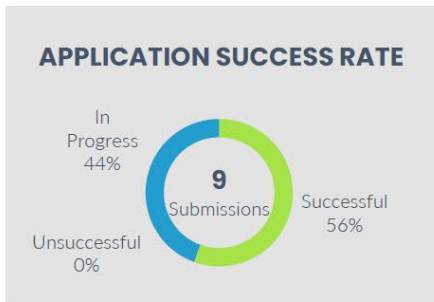 APPLICATION SUCCESS RATE
In
Progress
44%
9
Submissions
Successful
56%
Unsuccessful
0%